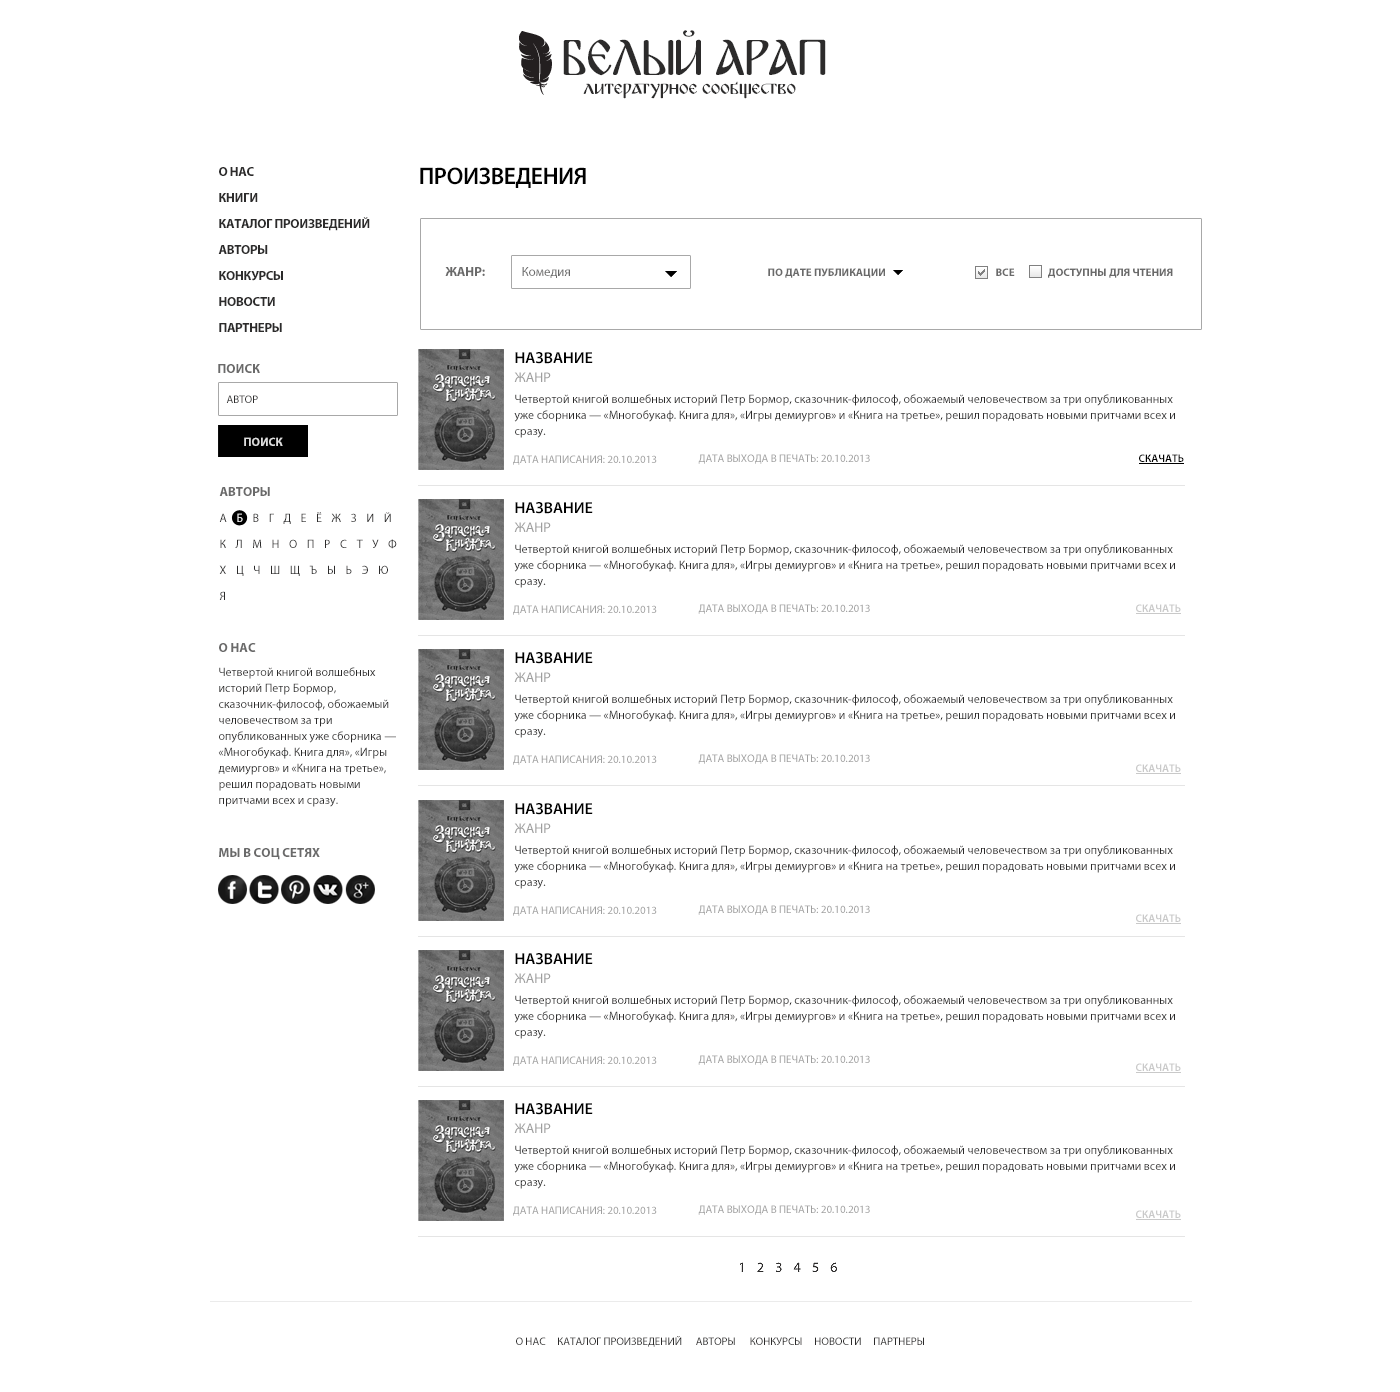 БЕЛЫЙ АРАП
литературное сообщество
О НАС
КНИГИ
КАТАЛОГ ПРОИЗВЕДЕНИЙ
АВТОРЫ
КОНКУРСЫ
НОВОСТИ
ПАРТНЕРЫ
ПОИСК
АВТОР
ПОИСК
АВТОРЫ
А Б В Г Д Е Ё Ж З И Й
К Л М Н О П Р С Т У Ф
Х Ц Ч Ш Щ Ъ Ы Ь Э Ю
Я
О НАС
Четвертой книгой волшебных
историй Петр Бормор,
сказочник-философ, обожаемый
человечеством за три
опубликованных уже сборника —
«Многобукаф. Книга для», «Игры
демиургов» и «Книга на третье»,
решил порадовать новыми
притчами всех и сразу.
МЫ В СОЦ СЕТЯХ
ПРОИЗВЕДЕНИЯ
ЖАНР: Комедия ПО ДАТЕ ПУБЛИКАЦИИ ВСЕ ДОСТУПНЫ ДЛЯ ЧТЕНИЯ
Запасная
Книжка
НАЗВАНИЕ
ЖАНР
Четвертой книгой волшебных историй Петр Бормор, сказочник-философ, обожаемый человечеством за три опубликованных
уже сборника — «Многобукаф. Книга для», «Игры демиургов» и «Книга на третье», решил порадовать новыми притчами всех и
сразу.
ДАТА НАПИСАНИЯ: 20.10.2013 ДАТА ВЫХОДА В ПЕЧАТЬ: 20.10.2013 СКАЧАТЬ
Запасная
Книжка
НАЗВАНИЕ
ЖАНР
Четвертой книгой волшебных историй Петр Бормор, сказочник-философ, обожаемый человечеством за три опубликованных
уже сборника — «Многобукаф. Книга для», «Игры демиургов» и «Книга на третье», решил порадовать новыми притчами всех и
сразу.
ДАТА НАПИСАНИЯ: 20.10.2013 ДАТА ВЫХОДА В ПЕЧАТЬ: 20.10.2013 СКАЧАТЬ
Запасная
Книжка
НАЗВАНИЕ
ЖАНР
Четвертой книгой волшебных историй Петр Бормор, сказочник-философ, обожаемый человечеством за три опубликованных
уже сборника — «Многобукаф. Книга для», «Игры демиургов» и «Книга на третье», решил порадовать новыми притчами всех и
сразу.
ДАТА НАПИСАНИЯ: 20.10.2013 ДАТА ВЫХОДА В ПЕЧАТЬ: 20.10.2013
СКАЧАТЬ
Запасная
Книжка
НАЗВАНИЕ
ЖАНР
Четвертой книгой волшебных историй Петр Бормор, сказочник-философ, обожаемый человечеством за три опубликованных
уже сборника — «Многобукаф. Книга для», «Игры демиургов» и «Книга на третье», решил порадовать новыми притчами всех и
сразу.
ДАТА НАПИСАНИЯ: 20.10.2013 ДАТА ВЫХОДА В ПЕЧАТЬ: 20.10.2013
СКАЧАТЬ
Запасная
Книжка
НАЗВАНИЕ
ЖАНР
Четвертой книгой волшебных историй Петр Бормор, сказочник-философ, обожаемый человечеством за три опубликованных
уже сборника — «Многобукаф. Книга для», «Игры демиургов» и «Книга на третье», решил порадовать новыми притчами всех и
сразу.
ДАТА НАПИСАНИЯ: 20.10.2013 ДАТА ВЫХОДА В ПЕЧАТЬ: 20.10.2013
СКАЧАТЬ
Запасная
Книжка
НАЗВАНИЕ
ЖАНР
Четвертой книгой волшебных историй Петр Бормор, сказочник-философ, обожаемый человечеством за три опубликованных
уже сборника — «Многобукаф. Книга для», «Игры демиургов» и «Книга на третье», решил порадовать новыми притчами всех и
сразу.
ДАТА НАПИСАНИЯ: 20.10.2013 ДАТА ВЫХОДА В ПЕЧАТЬ: 20.10.2013
СКАЧАТЬ
1 2 3 4 5 6
О НАС КАТАЛОГ ПРОИЗВЕДЕНИЙ АВТОРЫ КОНКУРСЫ НОВОСТИ ПАРТНЕРЫ